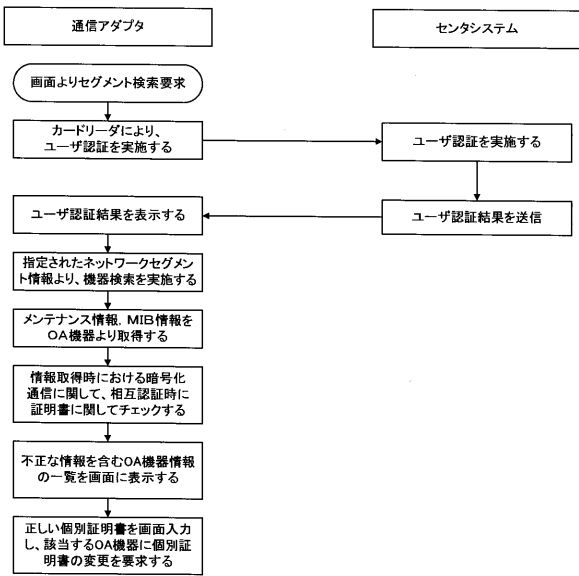 通信アダプタ
センタシステム
画面よりセグメント検索要求
カードリーダにより、
ユーザ認証を実施する
ユーザ認証を実施する
ユーザ認証結果を表示する
ユーザ認証結果を送信
指定されたネットワークセグメ
ント情報より、機器検索を実施する
メンテナンス情報，MIB情報を
OA機器より取得する
情報取得時における暗号化
通信に関して、相互認証時に
証明書に関してチェックする
不正な情報を含むOA機器情報
の一覧を画面に表示する
正しい個別証明書を画面入力
し、該当するOA機器に個別証
明書の変更を要求する